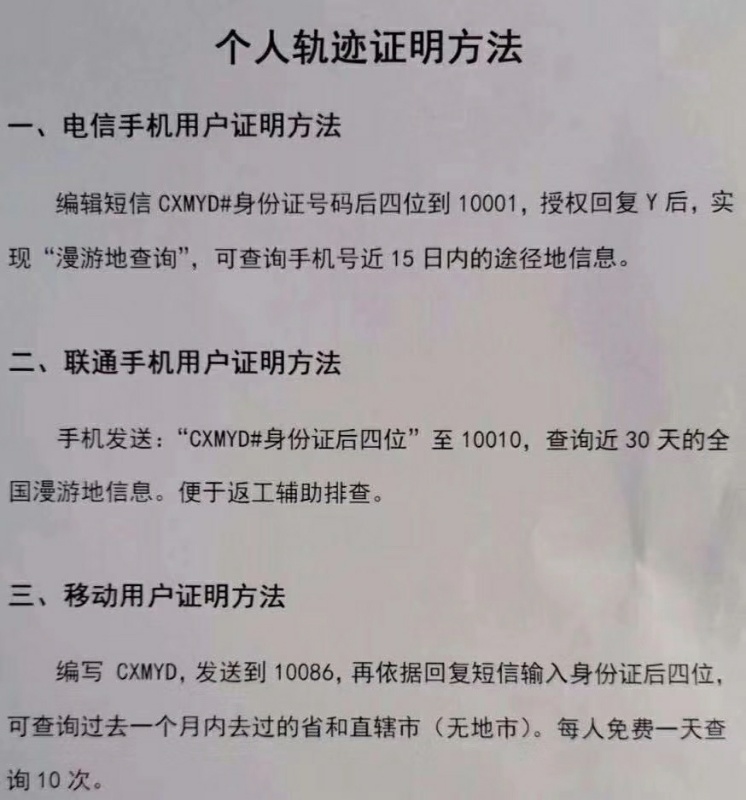 个人轨迹证明方法
一、电信手机用户证明方法
编辑短信 CXMYD#身份证号码后四位到 10001，授权回复 Y 后，实
现“漫游地查询”，可查询手机号近 15 日内的途径地信息。
二、联通手机用户证明方法
手机发送：“CXMYD#身份证后四位”至 10010，查询近 30 天的全
国漫游地信息。便于返工辅助排查。
三、移动用户证明方法
编写 CXMYD，发送到 10086，再依据回复短信输入身份证后四位，
可查询过去一个月内去过的省和直辖市（无地市）。每人免费一天查
询 10 次。